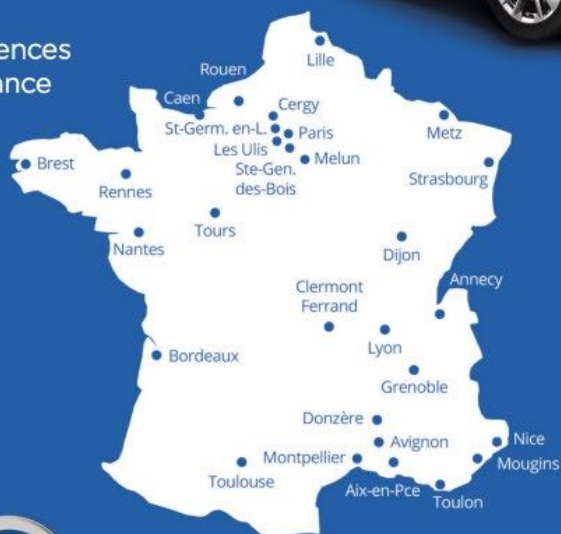 ences
ance
Lille
Rouen
Caen
Cergy
St-Germ. en-L.
Paris
Metz
Les Ulis
Melun
Ste-Gen.
des-Bois
Strasbourg
Brest
Rennes
Tours
Nantes
Dijon
Annecy
Clermont
Ferrand
Lyon
Bordeaux
Grenoble
Donzère
Avignon
Nice
Montpellier
Mougins
Toulouse
Aix-en-Pce
Toulon